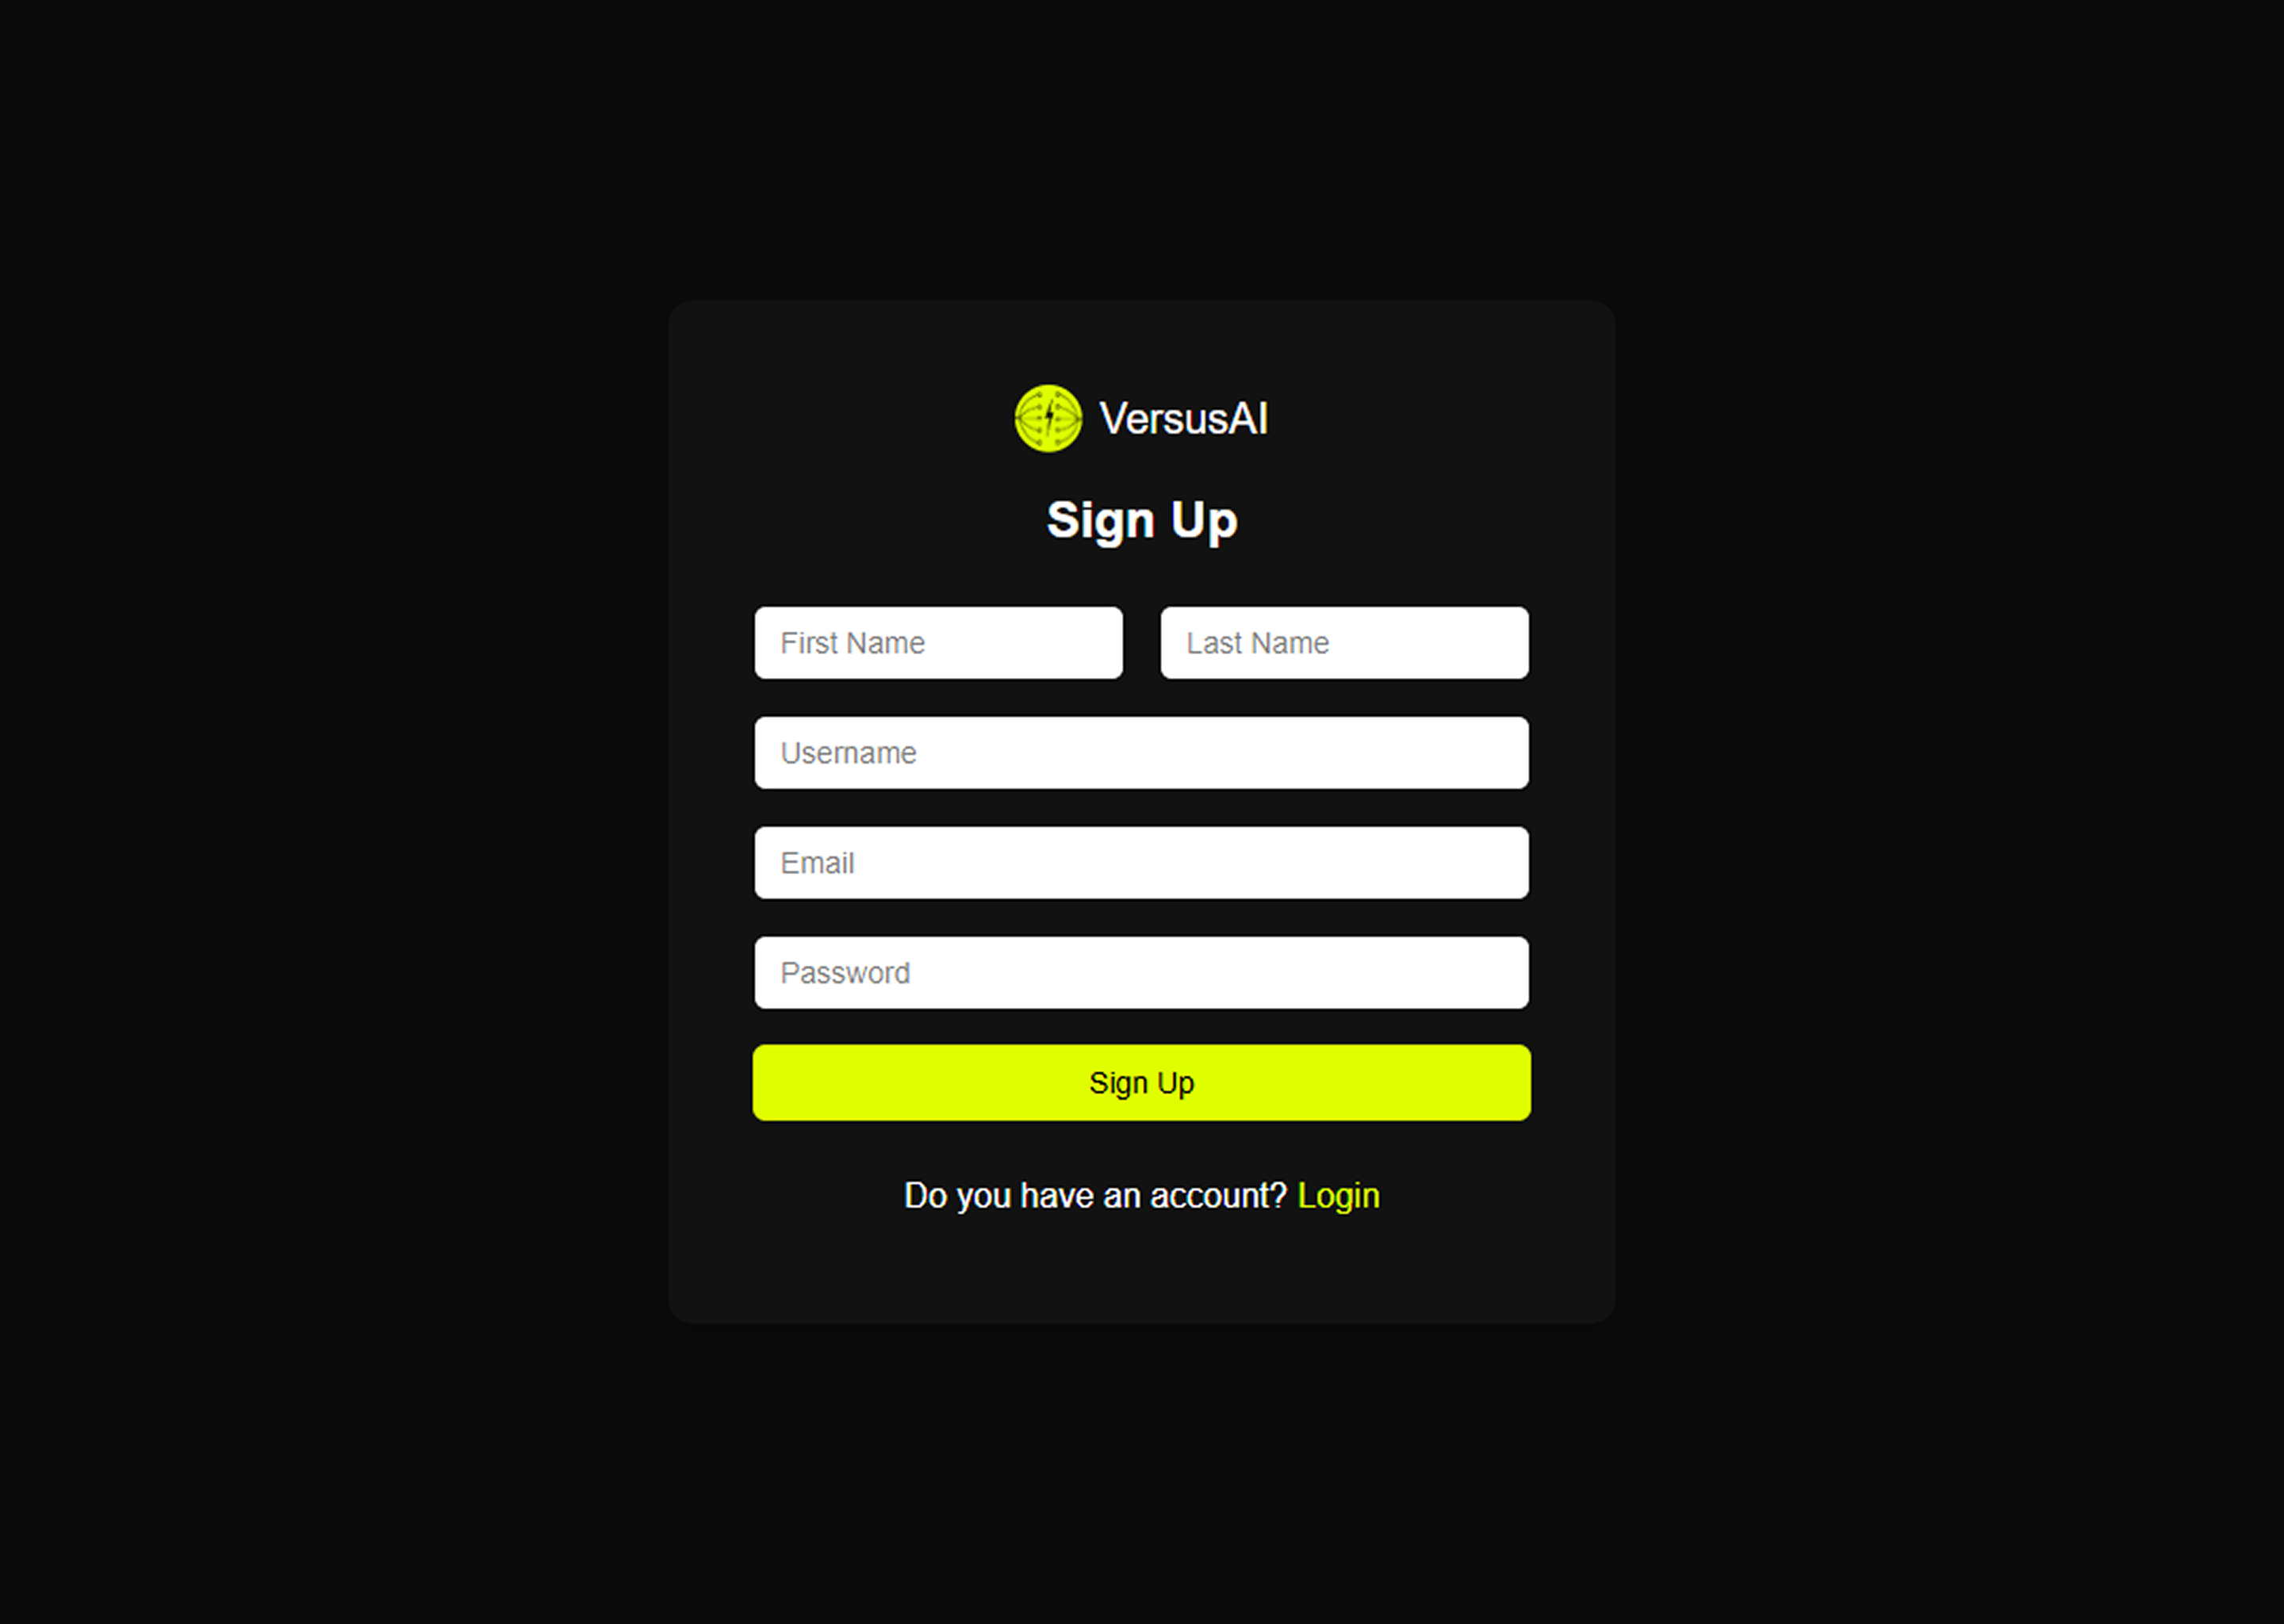 VersusAI
Sign Up
First Name Last Name
Username
Email
Password
Sign Up
Do you have an account? Login